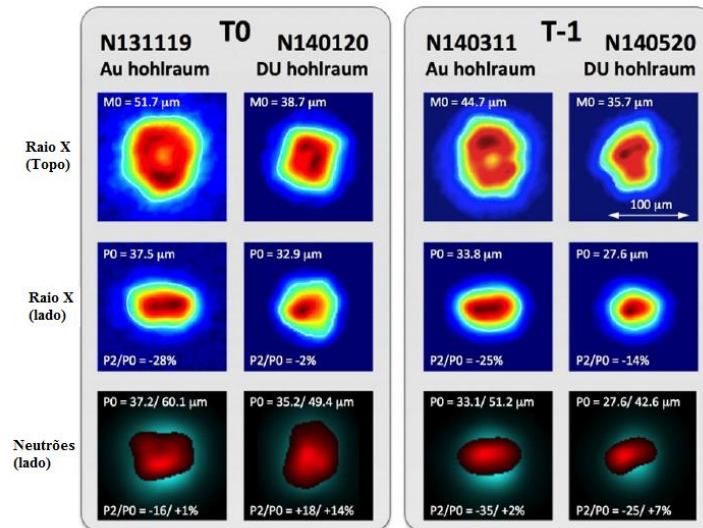 T0
N131119 N140120
Au hohlraum DU hohlraum
T-1
N140311 N140520
Au hohlraum DU hohlraum
Raio X
(Topo)
M0 = 51.7 µm
M0 = 38.7 µm
M0 = 44.7 µm
M0 = 35.7 µm
100 µm
Raio X
(lado)
P0 = 37.5 µm
P2/P0 = -28%
P0 = 32.9 µm
P2/P0 = -2%
P0 = 33.8 µm
P2/P0 = -25%
P0 = 27.6 µm
P2/P0 = -14%
Neutrões
(lado)
P0 = 37.2/ 60.1 µm
P2/P0 = -16/ +1%
P0 = 35.2/ 49.4 µm
P2/P0 = +18/ +14%
P0 = 33.1/ 51.2 µm
P2/P0 = -35/ +2%
P0 = 27.6/ 42.6 µm
P2/P0 = -25/ +7%